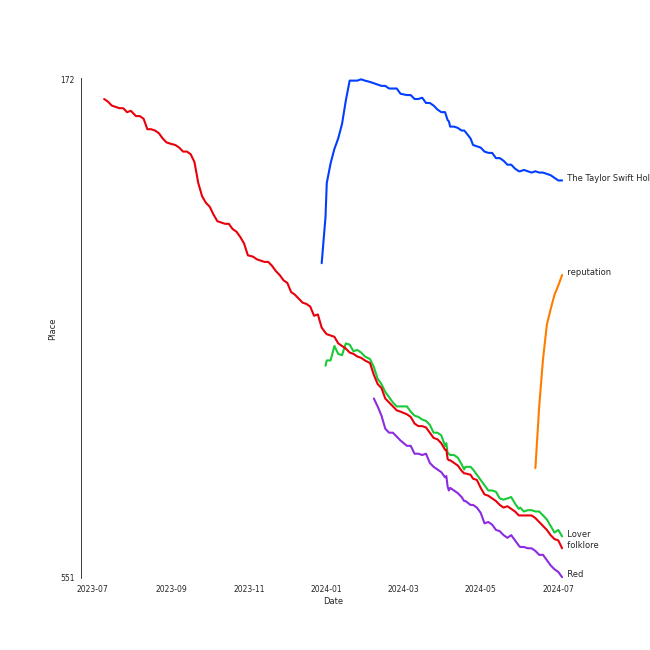 172
The Taylor Swift Hol
reputation
Place
Lover
folklore
Red
551
2023-07
2023-09
2023-11
2024-01
2024-03
2024-05
2024-07
Date